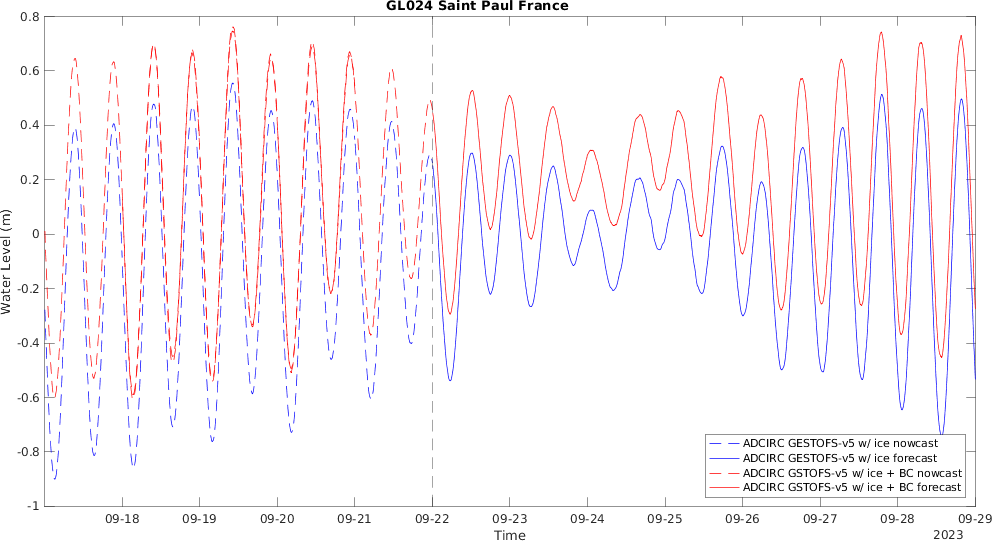 GL024 Saint Paul France
0.8
0.6
0.4
0.2
0
-0.2
-0.4
-0.6
-0.8
-1
Water Level (m)
ADCIRC GESTOFS-v5 w/ ice nowcast
ADCIRC GESTOFS-v5 w/ ice forecast
ADCIRC GSTOFS-v5 w/ ice + BC nowcast
ADCIRC GSTOFS-v5 w/ ice + BC forecast
09-18 09-19 09-20 09-21 09-22 09-23 09-24 09-25 09-26 09-27 09-28 09-29
Time
2023